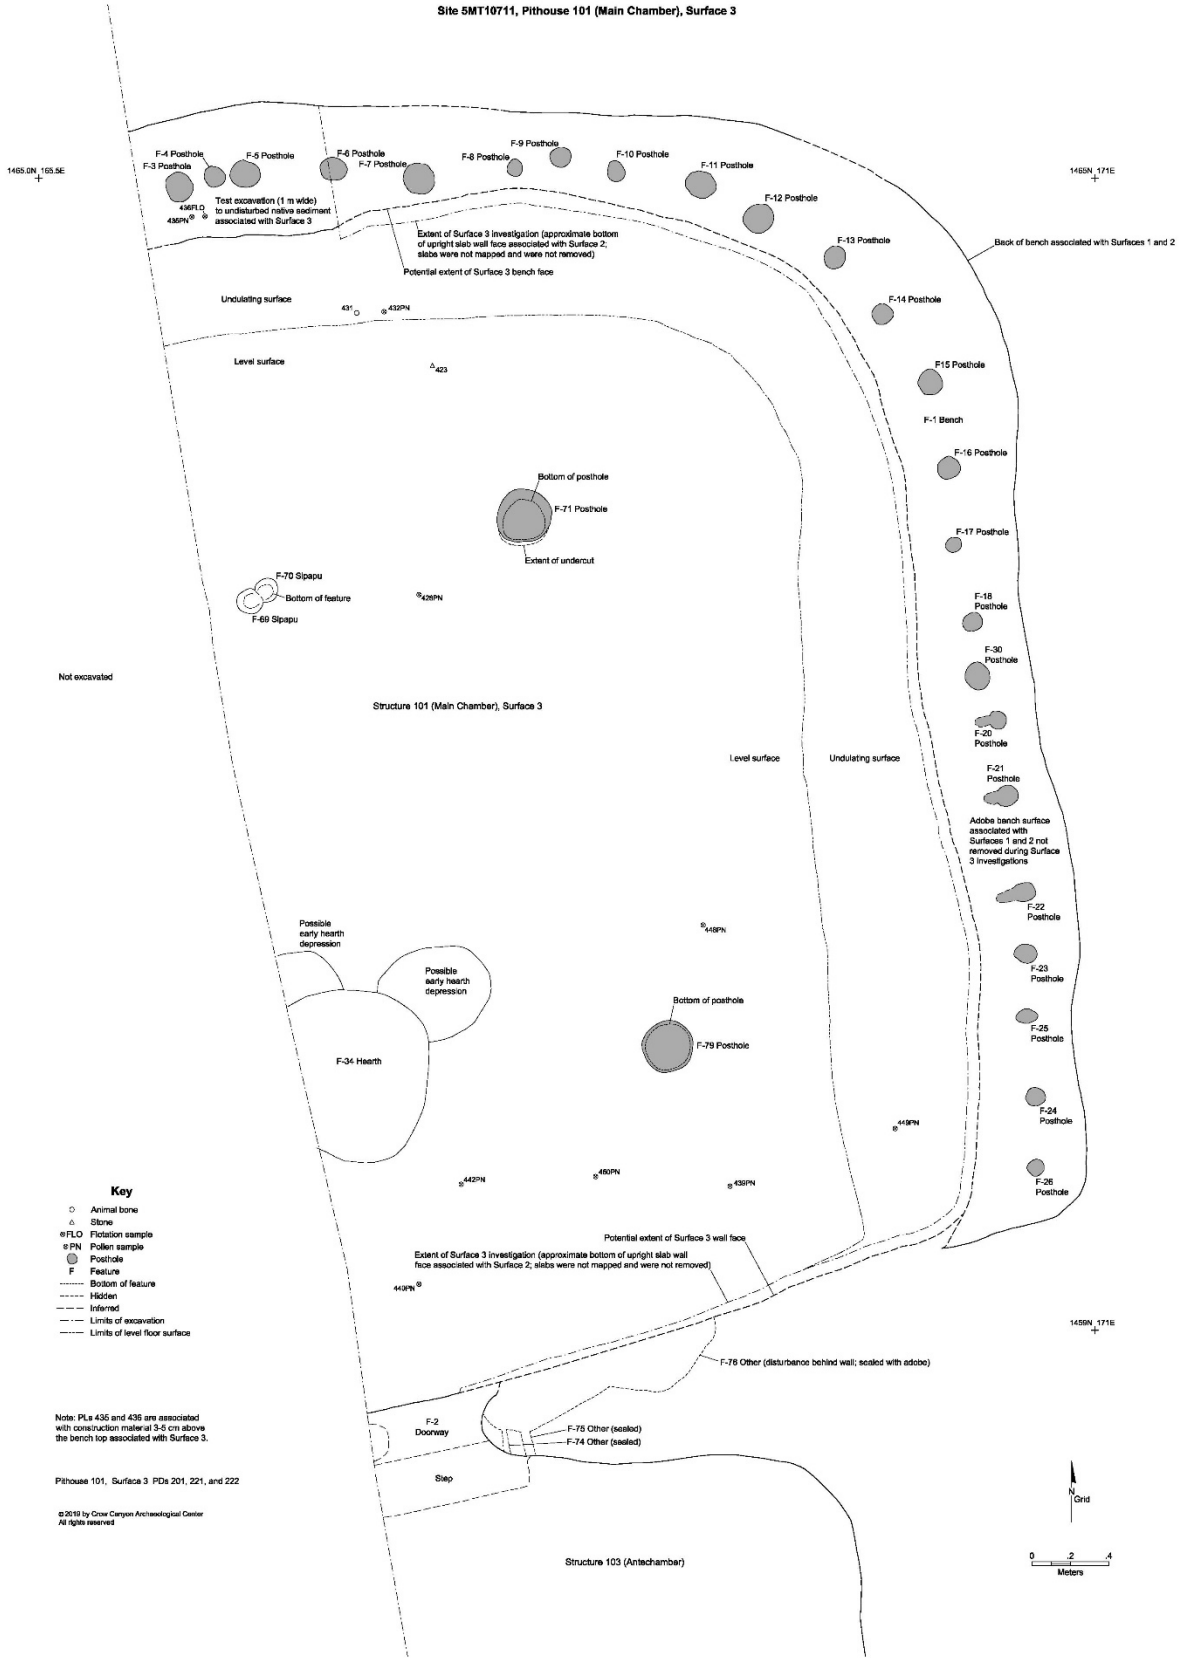 Site 5MT10711, Pithouse 101 (Main Chamber), Surface 3
F-9 Posthole
F-4 Posthole
F-5 Posthole
F-6 Posthole
F-8 Posthole
F-10 Posthole
F-3 Posthole
F-7 Posthole
F-11 Posthole
1465.0N 165.5E
1465N 171E
F-12 Posthole
436FLO
435PN
Test excavation (1 m wide)
to undisturbed native sediment
associated with Surface 3
Extent of Surface 3 investigation (approximate bottom
of upright slab wall face associated with Surface 2;
slabs were not mapped and were not removed)
F-13 Posthole
Back of bench associated with Surfaces 1 and 2
Potential extent of Surface 3 bench face
Undulating surface
431
432PN
F-14 Posthole
Level surface
423
F15 Posthole
F-1 Bench
F-16 Posthole
Bottom of posthole
F-71 Posthole
F-17 Posthole
Extent of undercut
F-70 Sipapu
Bottom of feature
F-69 Sipapu
428PN
F-18
Posthole
F-30
Posthole
Not excavated
Structure 101 (Main Chamber), Surface 3
F-20
Posthole
Level surface
Undulating surface
F-21
Posthole
Adobe bench surface
associated with
Surfaces 1 and 2 not
removed during Surface
3 investigations
F-22
Posthole
Possible
early hearth
depression
448PN
F-23
Posthole
Possible
early hearth
depression
Bottom of posthole
F-25
Posthole
F-79 Posthole
F-34 Hearth
F-24
Posthole
449PN
442PN
450PN
439PN
F-26
Posthole
Key
Animal bone
Stone
FLO Flotation sample
PN Pollen sample
Posthole
F Feature
Bottom of feature
Hidden
Inferred
Limits of excavation
Limits of level floor surface
Potential extent of Surface 3 wall face
Extent of Surface 3 investigation (approximate bottom of upright slab wall
face associated with Surface 2; slabs were not mapped and were not removed)
440PN
1459N 171E
F-76 Other (disturbance behind wall; sealed with adobe)
Note: PLs 435 and 436 are associated
with construction material 3-5 cm above
the bench top associated with Surface 3.
F-2
Doorway
F-75 Other (sealed)
F-74 Other (sealed)
Step
Pithouse 101, Surface 3 PDs 201, 221, and 222
© 2019 by Crow Canyon Archaeological Center
All rights reserved
N
Grid
Structure 103 (Antechamber)
0 .2 .4
Meters